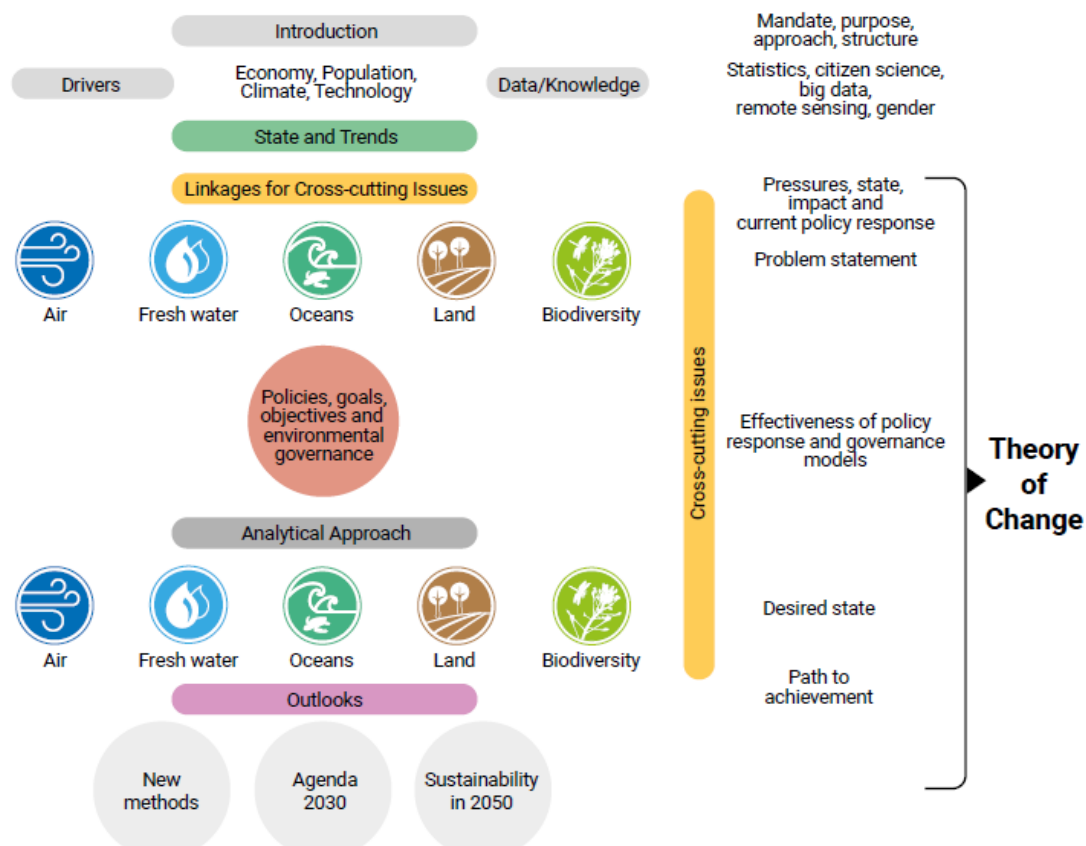 Introduction
Mandate, purpose,
approach, structure
Drivers
Economy, Population,
Climate, Technology
Data/Knowledge
Statistics, citizen science,
big data,
remote sensing, gender
State and Trends
Linkages for Cross-cutting Issues
Pressures, state,
impact and
current policy response
Problem statement
Air
Fresh water
Oceans
Land
Biodiversity
Policies, goals,
objectives and
environmental
governance
Cross-cutting issues
Effectiveness of policy
response and governance
models
Theory
of
Change
Analytical Approach
Air
Fresh water
Oceans
Land
Biodiversity
Desired state
Path to
achievement
Outlooks
New
methods
Agenda
2030
Sustainability
in 2050